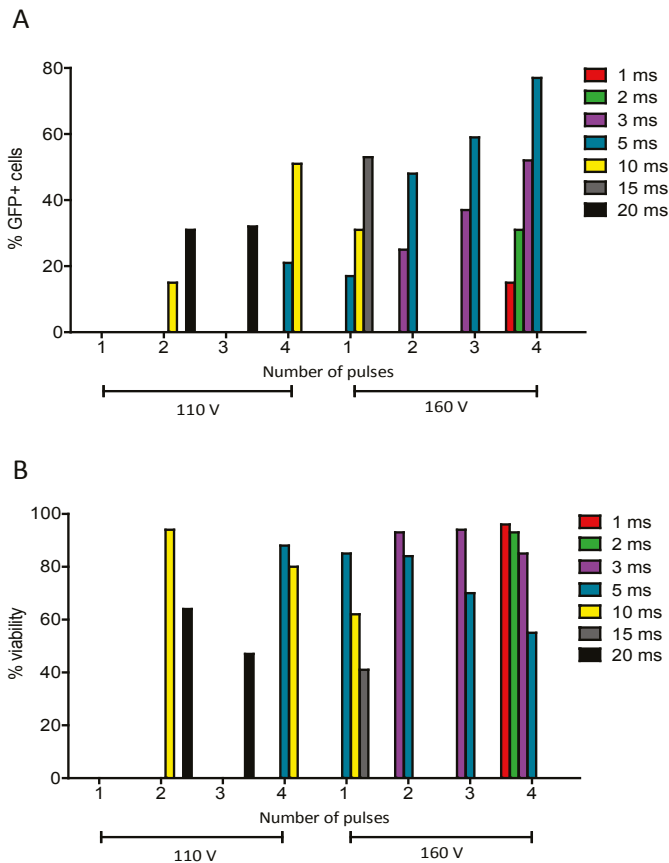 A
80
60
40
20
0
% GFP+ cells
1 2 3 4 1 2 3 4
Number of pulses
110 V 160 V
1 ms
2 ms
3 ms
5 ms
10 ms
15 ms
20 ms
B
100
80
60
40
20
0
% viability
1 2 3 4 1 2 3 4
Number of pulses
110 V 160 V
1 ms
2 ms
3 ms
5 ms
10 ms
15 ms
20 ms